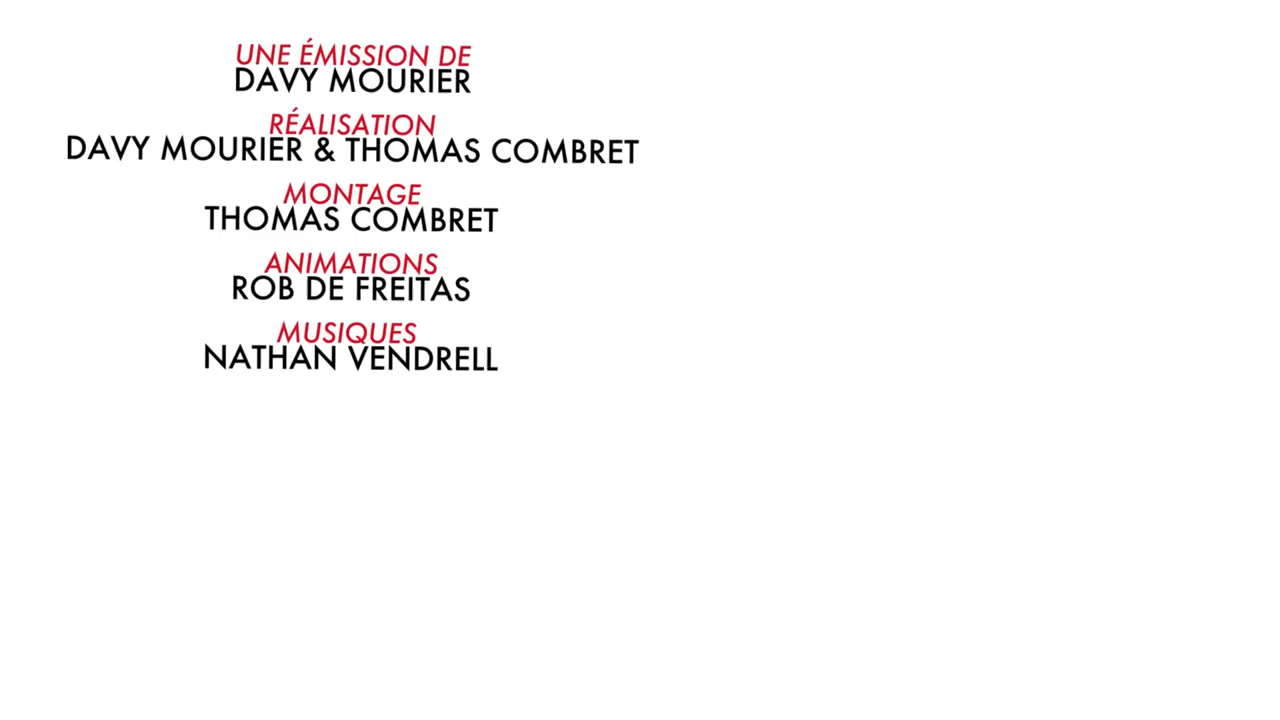 UNE ÉMISSION DE
DAVY MOURIER
RÉALISATION
DAVY MOURIER & THOMAS COMBRET
MONTAGE
THOMAS COMBRET
ANIMATIONS
ROB DE FREITAS
MUSIQUES
NATHAN VENDRELL